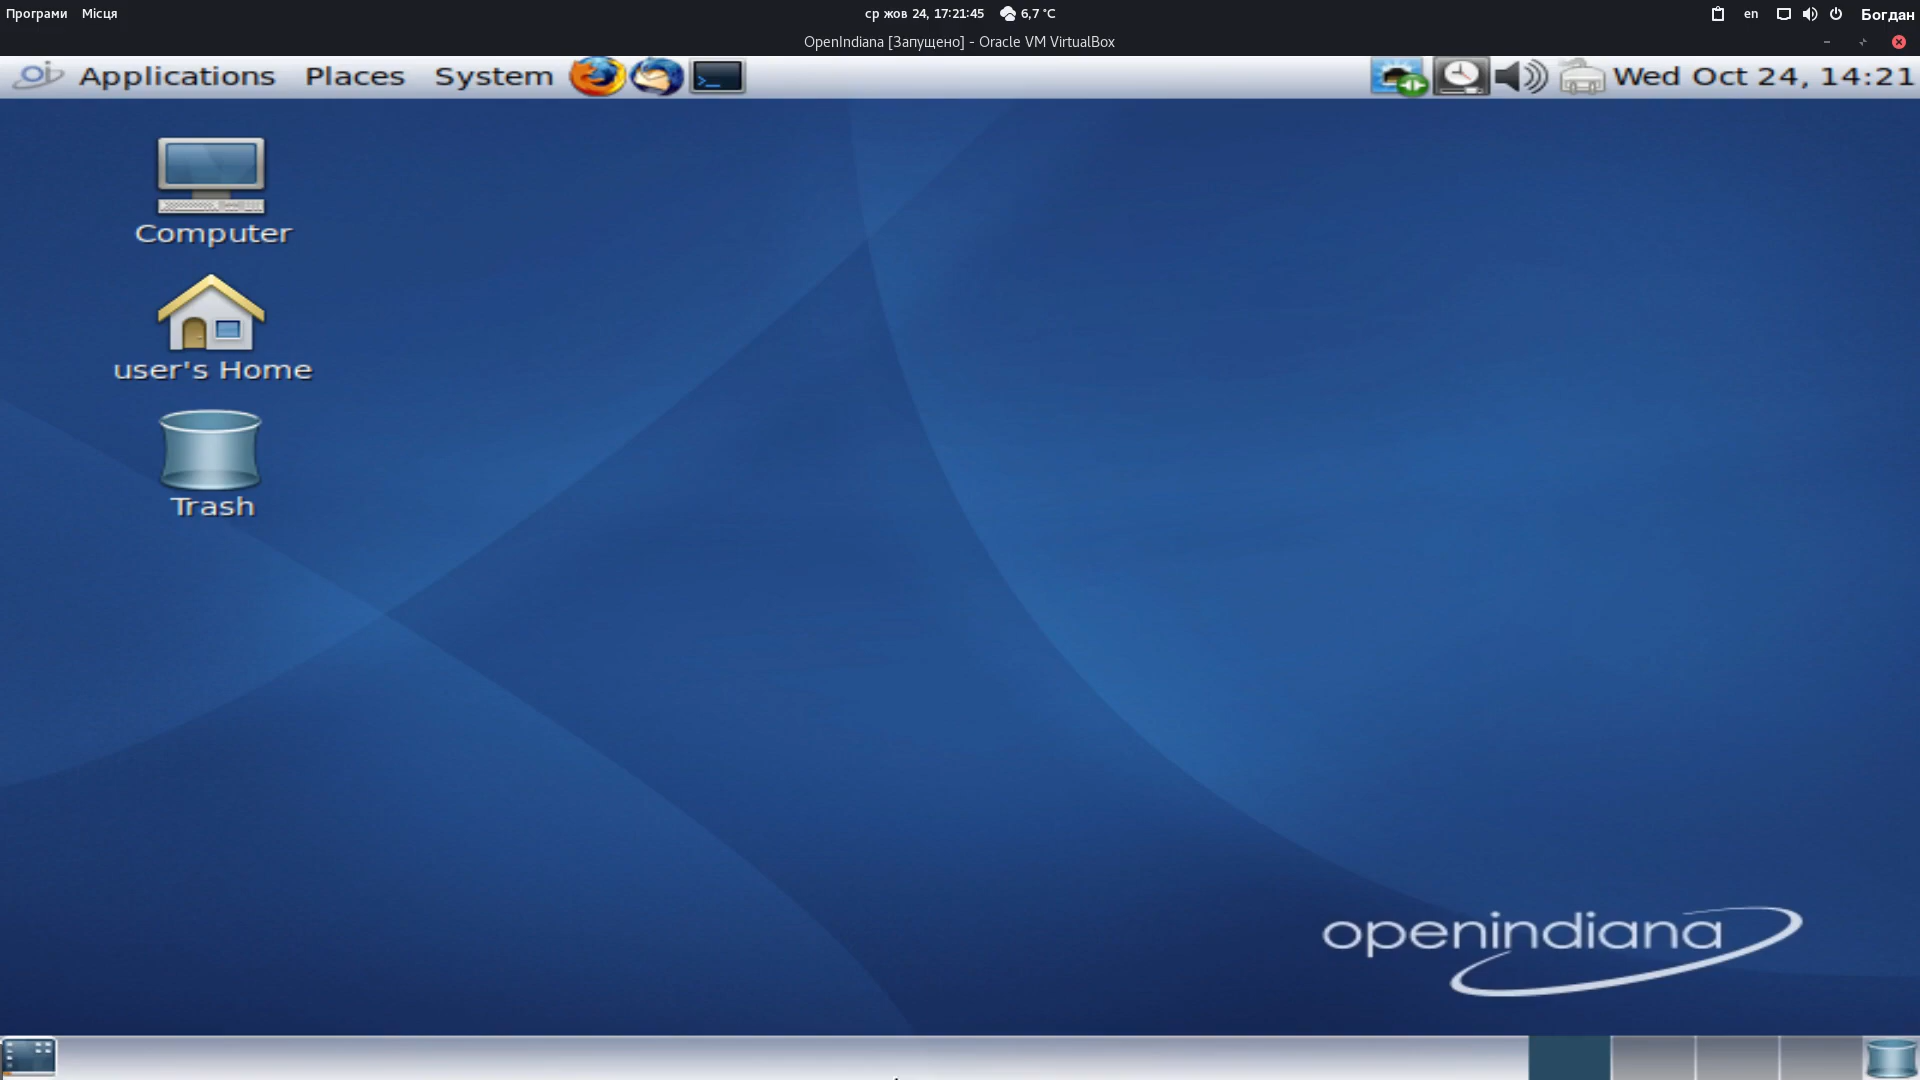 Програми Місця ср жов 24, 17:21:45 6,7 °C en Богдан
OpenIndiana [Запущено] - Oracle VM VirtualBox
Applications Places System Wed Oct 24, 14:21
Computer
user's Home
Trash
openindiana